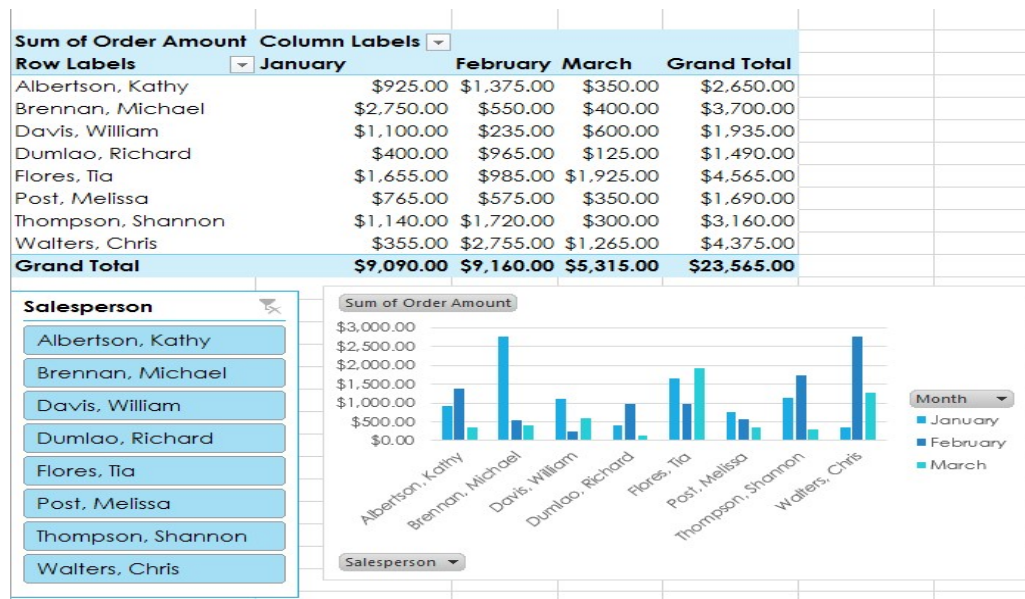 Sum of Order Amount Column Labels
Row Labels January February March Grand Total
Albertson, Kathy $925.00 $1,375.00 $350.00 $2,650.00
Brennan, Michael $2,750.00 $550.00 $400.00 $3,700.00
Davis, William $1,100.00 $235.00 $600.00 $1,935.00
Dumlao, Richard $400.00 $965.00 $125.00 $1,490.00
Flores, Tia $1,655.00 $985.00 $1,925.00 $4,565.00
Post, Melissa $765.00 $575.00 $350.00 $1,690.00
Thompson, Shannon $1,140.00 $1,720.00 $300.00 $3,160.00
Walters, Chris $355.00 $2,755.00 $1,265.00 $4,375.00
Grand Total $9,090.00 $9,160.00 $5,315.00 $23,565.00
Salesperson
Albertson, Kathy
Brennan, Michael
Davis, William
Dumlao, Richard
Flores, Tia
Post, Melissa
Thompson, Shannon
Walters, Chris
Sum of Order Amount
$3,000.00
$2,500.00
$2,000.00
$1,500.00
$1,000.00
$500.00
$0.00
Albertson, Kathy
Brennan, Michael
Davis, William
Dumlao, Richard
Flores, Tia
Post, Melissa
Thompson, Shannon
Walters, Chris
Month
January
February
March
Salesperson